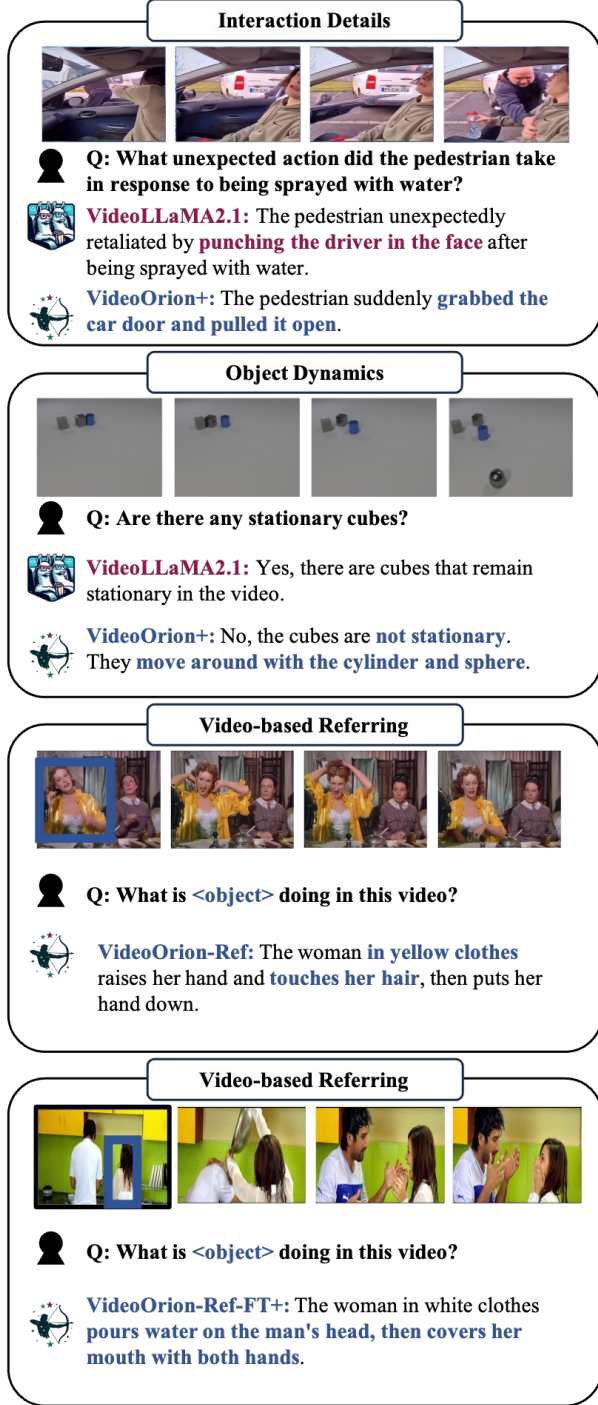 Interaction Details
Q: What unexpected action did the pedestrian take
in response to being sprayed with water?
VideoLLaMA2.1: The pedestrian unexpectedly
retaliated by punching the driver in the face after
being sprayed with water.
VideoOrion+: The pedestrian suddenly grabbed the
car door and pulled it open.
Object Dynamics
Q: Are there any stationary cubes?
VideoLLaMA2.1: Yes, there are cubes that remain
stationary in the video.
VideoOrion+: No, the cubes are not stationary.
They move around with the cylinder and sphere.
Video-based Referring
Q: What is <object> doing in this video?
VideoOrion-Ref: The woman in yellow clothes
raises her hand and touches her hair, then puts her
hand down.
Video-based Referring
Q: What is <object> doing in this video?
VideoOrion-Ref-FT+: The woman in white clothes
pours water on the man's head, then covers her
mouth with both hands.